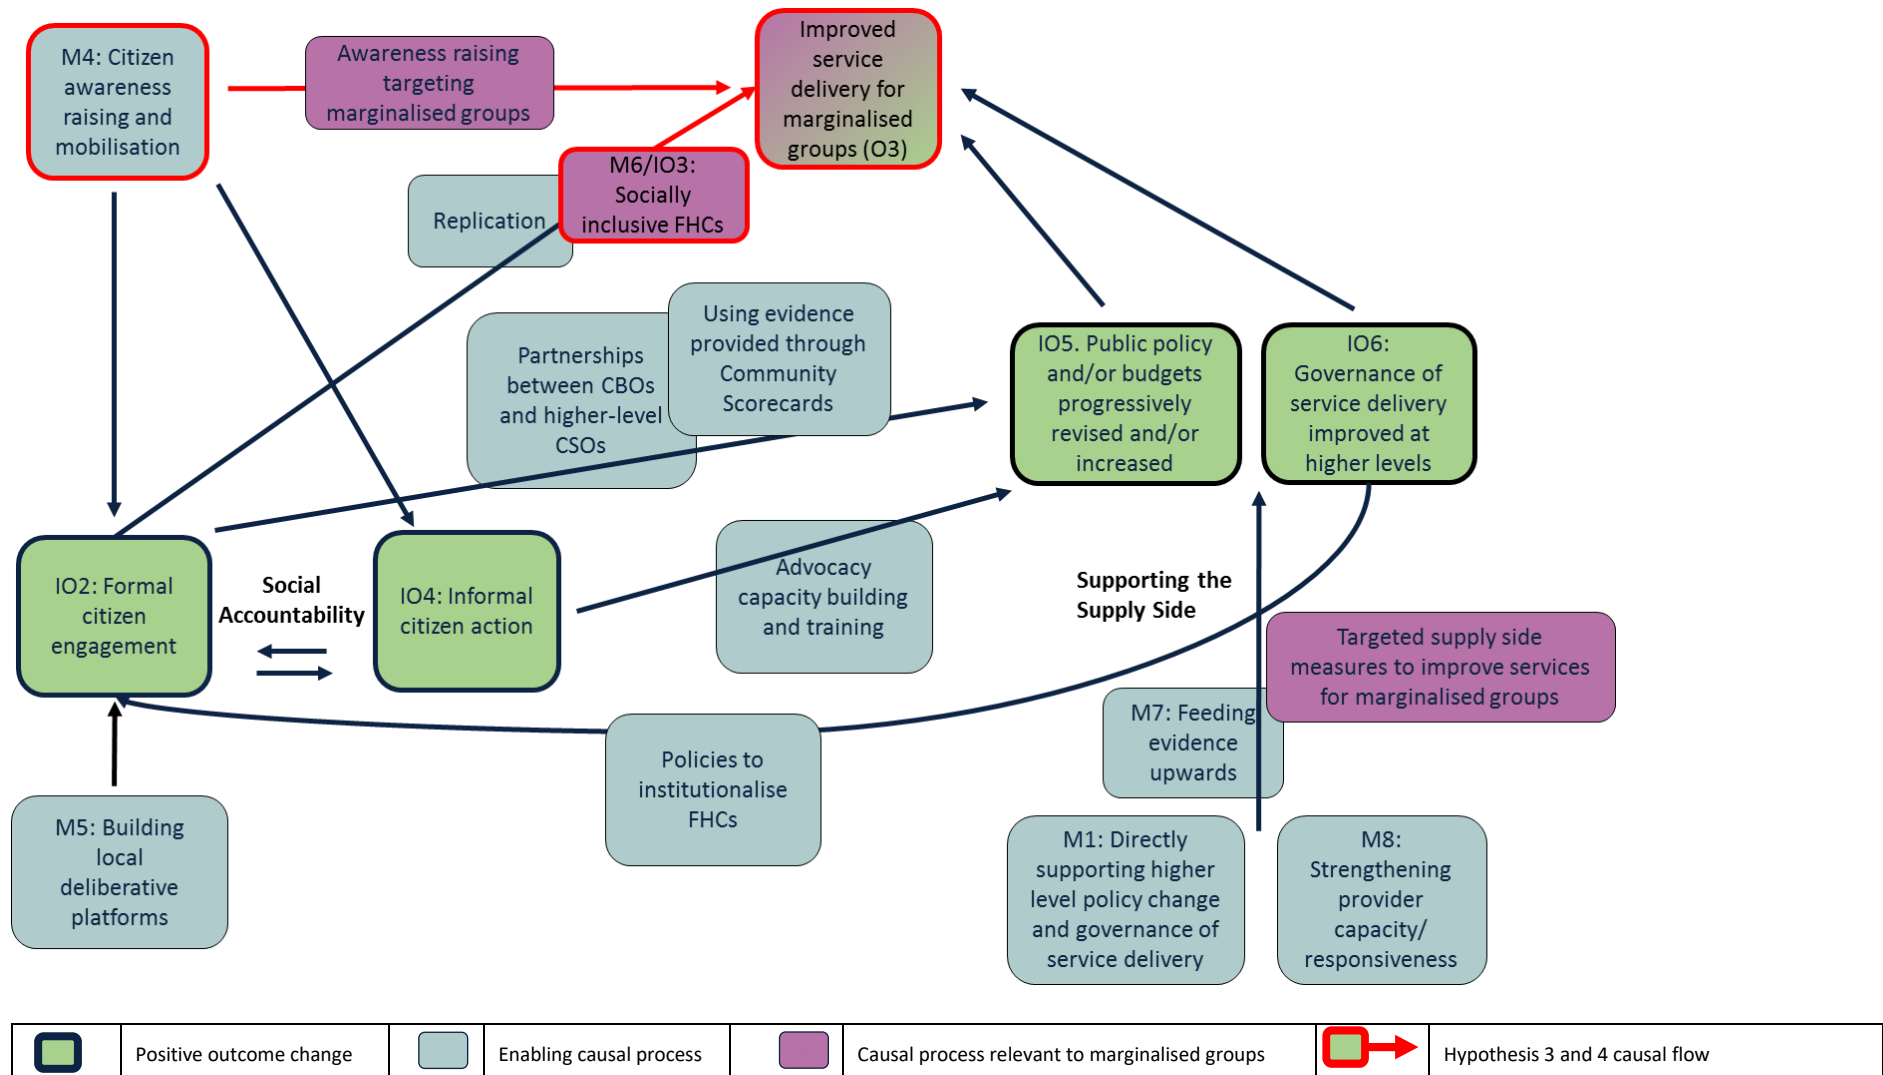 M4: Citizen
awareness
raising and
mobilisation
Awareness raising
targeting
marginalised groups
Improved
service
delivery for
marginalised
groups (O3)
Replication
M6/IO3:
Socially
inclusive FHCs
Partnerships
between CBOs
and higher-level
CSOs
Using evidence
provided through
Community
Scorecards
IO5. Public policy
and/or budgets
progressively
revised and/or
increased
IO6:
Governance of
service delivery
improved at
higher levels
IO2: Formal
citizen
engagement
Social
Accountability
IO4: Informal
citizen action
Advocacy
capacity building
and training
Supporting the
Supply Side
Targeted supply side
measures to improve services
for marginalised groups
M7: Feeding
evidence
upwards
Policies to
institutionalise
FHCs
M5: Building
local
deliberative
platforms
M1: Directly
supporting higher
level policy change
and governance of
service delivery
M8:
Strengthening
provider
capacity/
responsiveness
Positive outcome change
Enabling causal process
Causal process relevant to marginalised groups
Hypothesis 3 and 4 causal flow